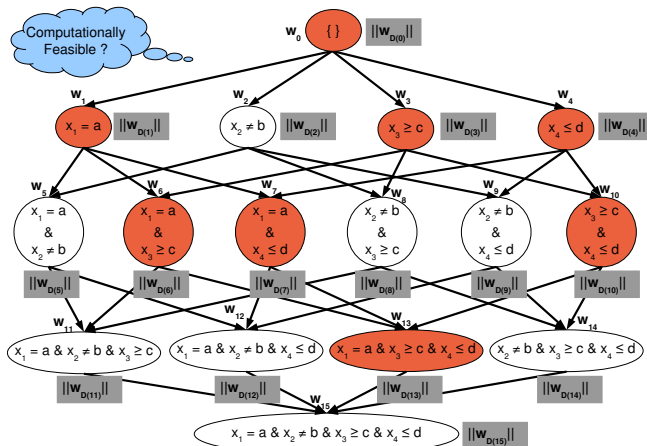 Computationally
Feasible ?
w0 { } ||wD(0)||
w1 w2 w3 w4
x1 = a ||wD(1)|| x2 ≠ b ||wD(2)|| x3 ≥ c ||wD(3)|| x4 ≤ d ||wD(4)||
w5 w6 w7 w8 w9 w10
x1 = a x1 = a x1 = a x2 ≠ b x2 ≠ b x3 ≥ c
& & & & & &
x2 ≠ b x3 ≥ c x4 ≤ d x3 ≥ c x4 ≤ d x4 ≤ d
||wD(5)|| ||wD(6)|| ||wD(7)|| ||wD(8)|| ||wD(9)|| ||wD(10)||
w11 w12 w13 w14
x1 = a & x2 ≠ b & x3 ≥ c x1 = a & x2 ≠ b & x4 ≤ d x1 = a & x3 ≥ c & x4 ≤ d x2 ≠ b & x3 ≥ c & x4 ≤ d
||wD(11)|| ||wD(12)|| ||wD(13)|| ||wD(14)||
w15
x1 = a & x2 ≠ b & x3 ≥ c & x4 ≤ d ||wD(15)||